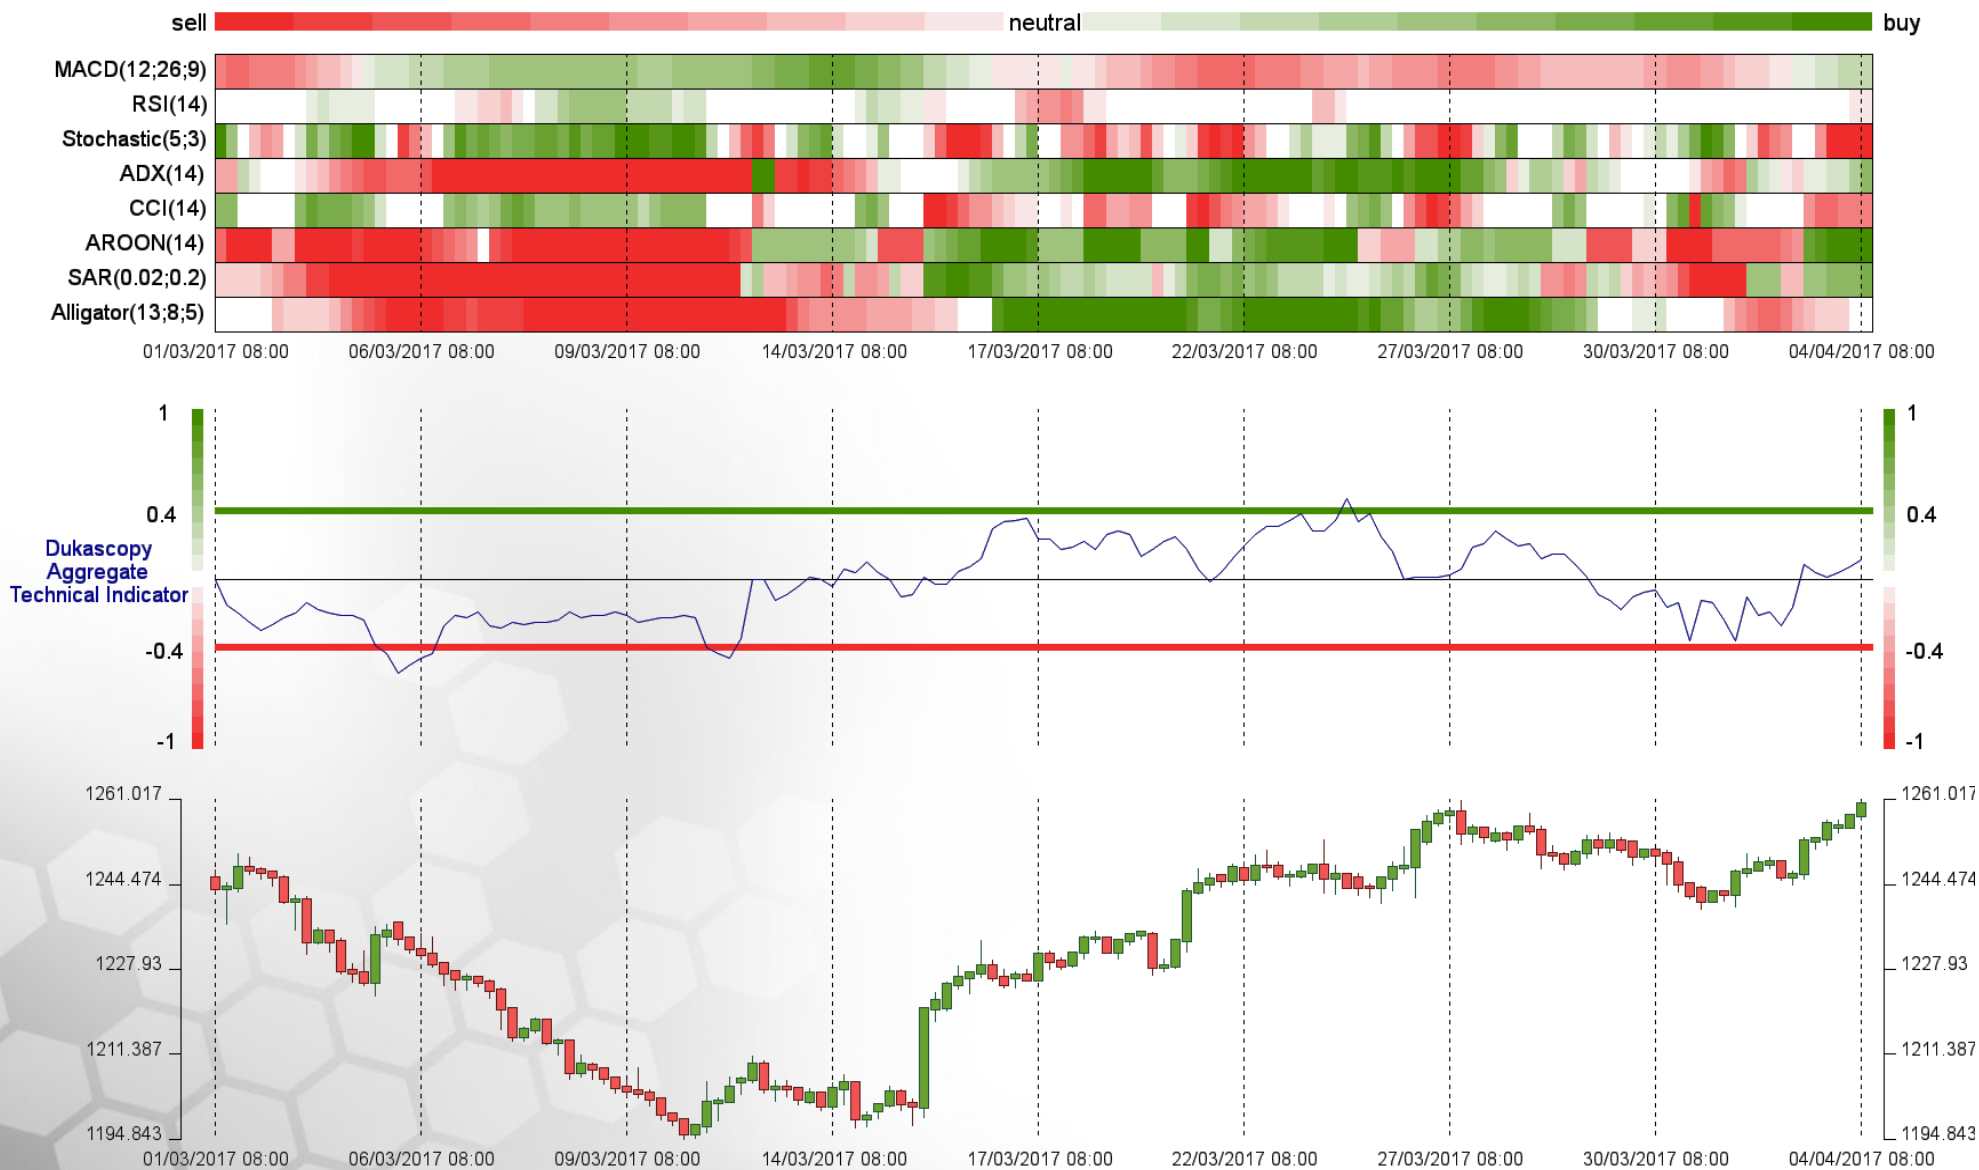 sell neutral buy
MACD(12;26;9)
RSI(14)
Stochastic(5;3)
ADX(14)
CCI(14)
AROON(14)
SAR(0.02;0.2)
Alligator(13;8;5)
01/03/2017 08:00 06/03/2017 08:00 09/03/2017 08:00 14/03/2017 08:00 17/03/2017 08:00 22/03/2017 08:00 27/03/2017 08:00 30/03/2017 08:00 04/04/2017 08:00
1 1
0.4 0.4
Dukascopy
Aggregate
Technical Indicator
-0.4 -0.4
-1 -1
1261.017 1261.017
1244.474 1244.474
1227.93 1227.93
1211.387 1211.387
1194.843 1194.843
01/03/2017 08:00 06/03/2017 08:00 09/03/2017 08:00 14/03/2017 08:00 17/03/2017 08:00 22/03/2017 08:00 27/03/2017 08:00 30/03/2017 08:00 04/04/2017 08:00